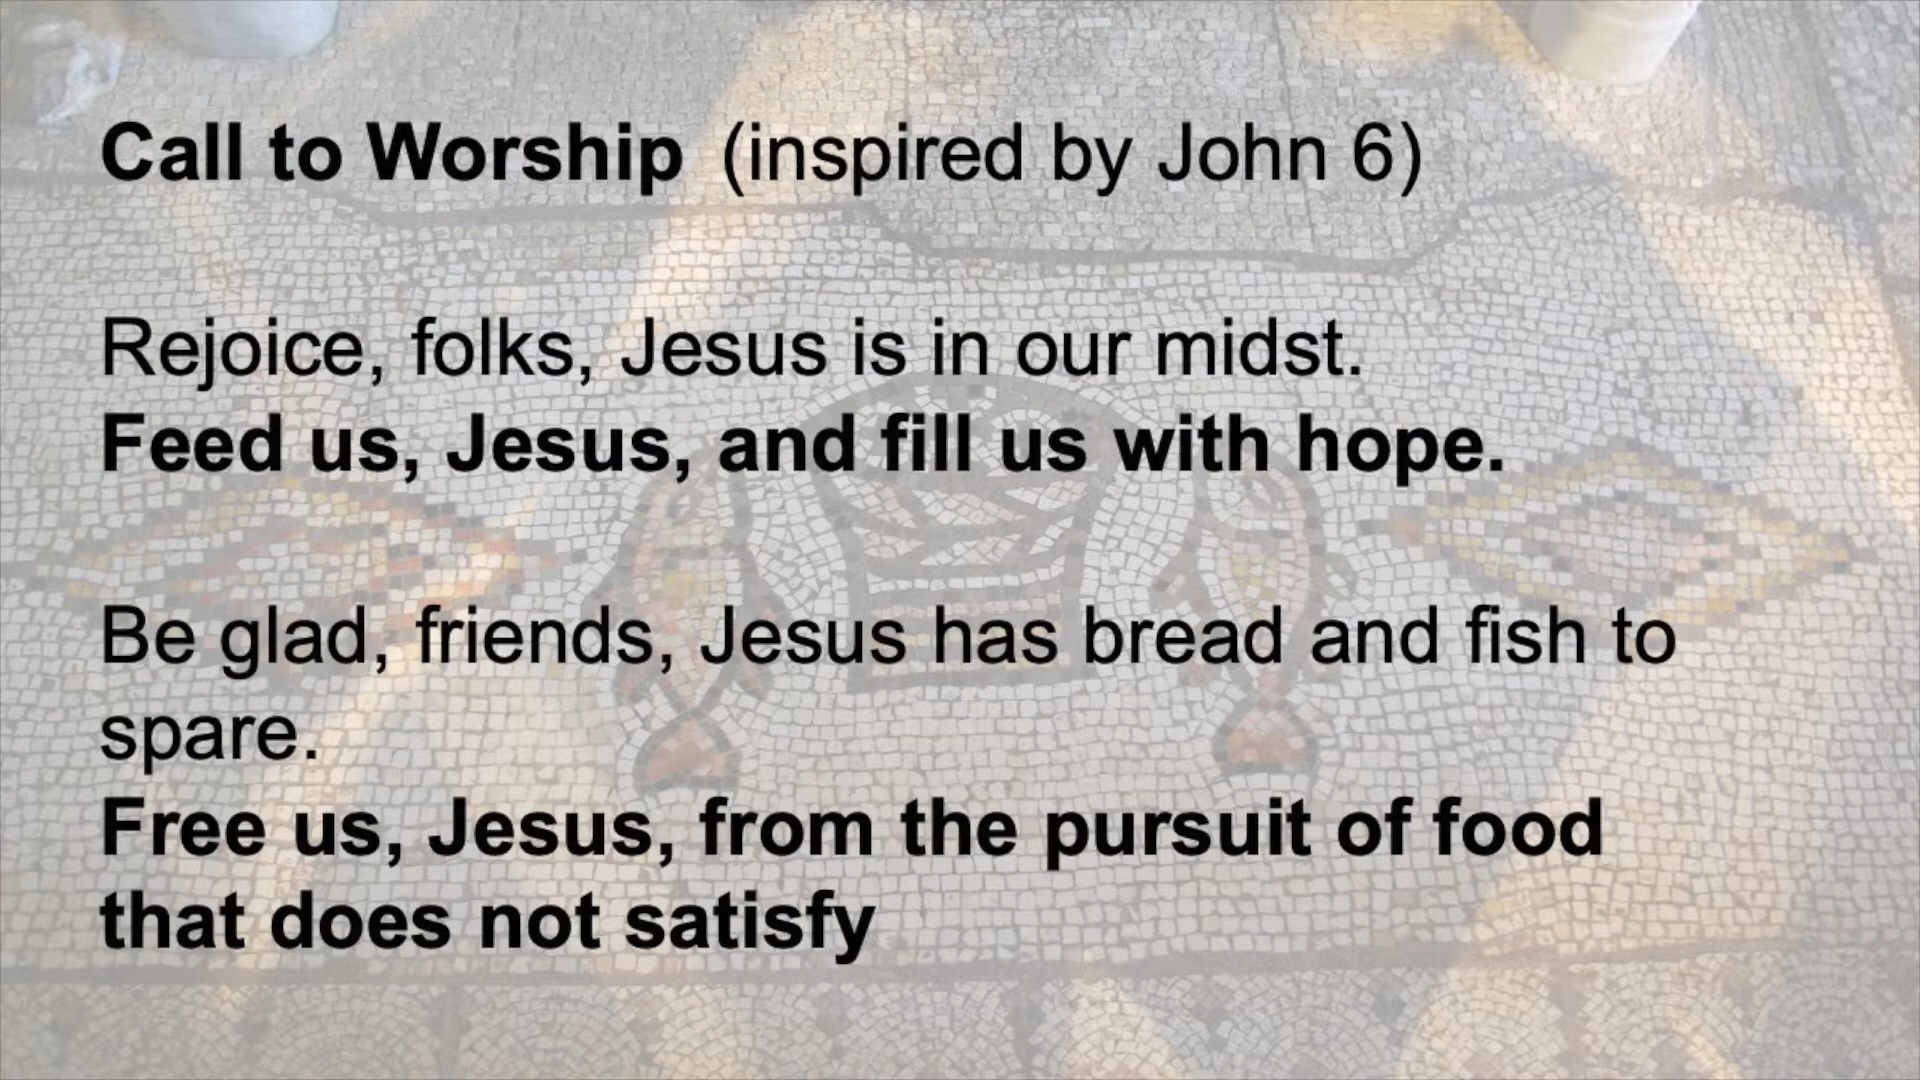 Call to Worship (inspired by John 6)
Rejoice, folks, Jesus is in our midst.
Feed us, Jesus, and fill us with hope.
Be glad, friends, Jesus has bread and fish to
spare.
Free us, Jesus, from the pursuit of food
that does not satisfy